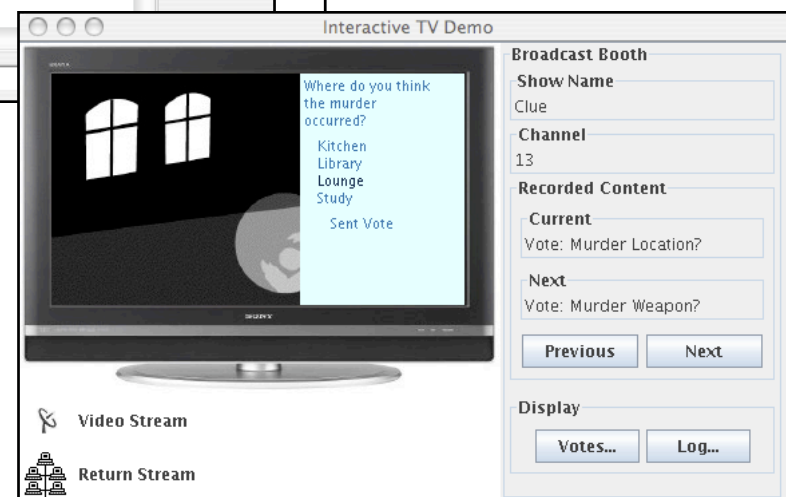 Interactive TV Demo
Where do you think
the murder
occurred?
Kitchen
Library
Lounge
Study
Sent Vote
SONY
Video Stream
Return Stream
Broadcast Booth
Show Name
Clue
Channel
13
Recorded Content
Current
Vote: Murder Location?
Next
Vote: Murder Weapon?
Previous Next
Display
Votes... Log...